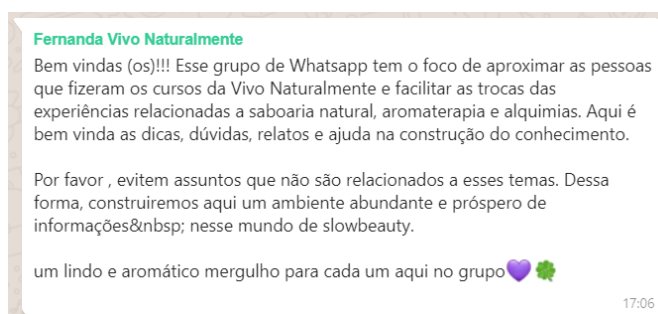 Fernanda Vivo Naturalmente
Bem vindas (os)!!! Esse grupo de Whatsapp tem o foco de aproximar as pessoas
que fizeram os cursos da Vivo Naturalmente e facilitar as trocas das
experiências relacionadas a saboaria natural, aromaterapia e alquimias. Aqui é
bem vinda as dicas, dúvidas, relatos e ajuda na construção do conhecimento.
Por favor , evitem assuntos que não são relacionados a esses temas. Dessa
forma, construiremos aqui um ambiente abundante e próspero de
informações&nbsp; nesse mundo de slowbeauty.
um lindo e aromático mergulho para cada um aqui no grupo💜🍀
17:06